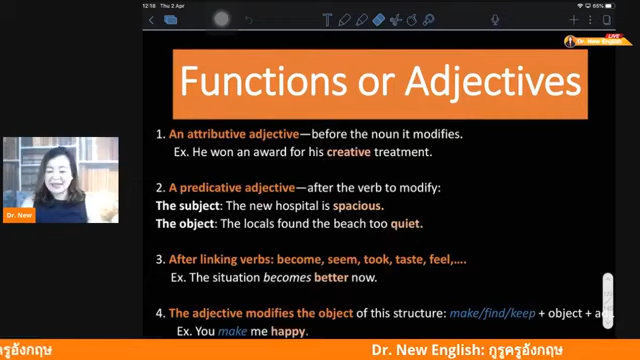 12:18 Thu 2 Apr
65%
LIVE
Dr. New English
Functions or Adjectives
1. An attributive adjective—before the noun it modifies.
Ex. He won an award for his creative treatment.
2. A predicative adjective—after the verb to modify:
The subject: The new hospital is spacious.
The object: The locals found the beach too quiet.
3. After linking verbs: become, seem, took, taste, feel,….
Ex. The situation becomes better now.
4. The adjective modifies the object of this structure: make/find/keep + object + adj.
Ex. You make me happy.
Dr. New
ครูอังกฤษ Dr. New English: กูรูครูอังกฤษ